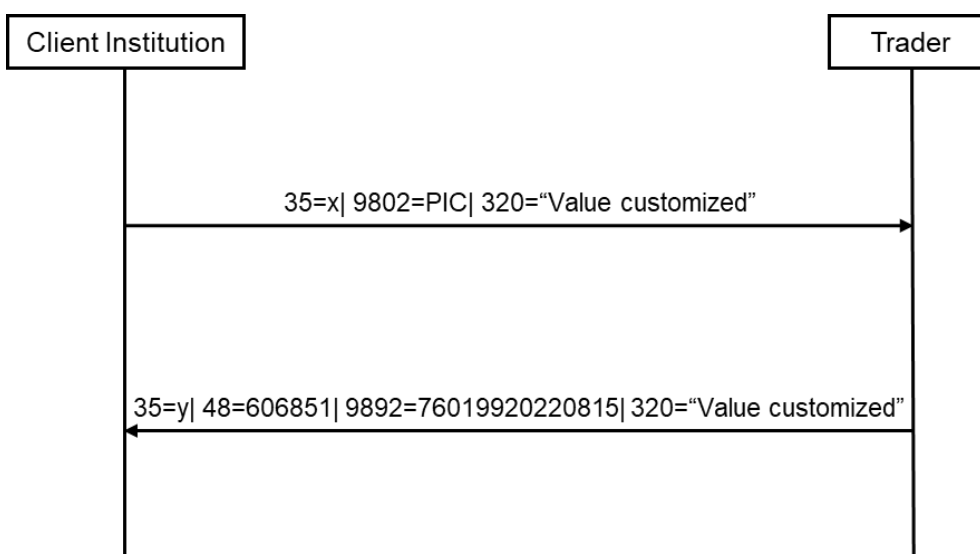 Client Institution
Trader
35=x| 9802=PIC| 320=“Value customized”
35=y| 48=606851| 9892=76019920220815| 320=“Value customized”